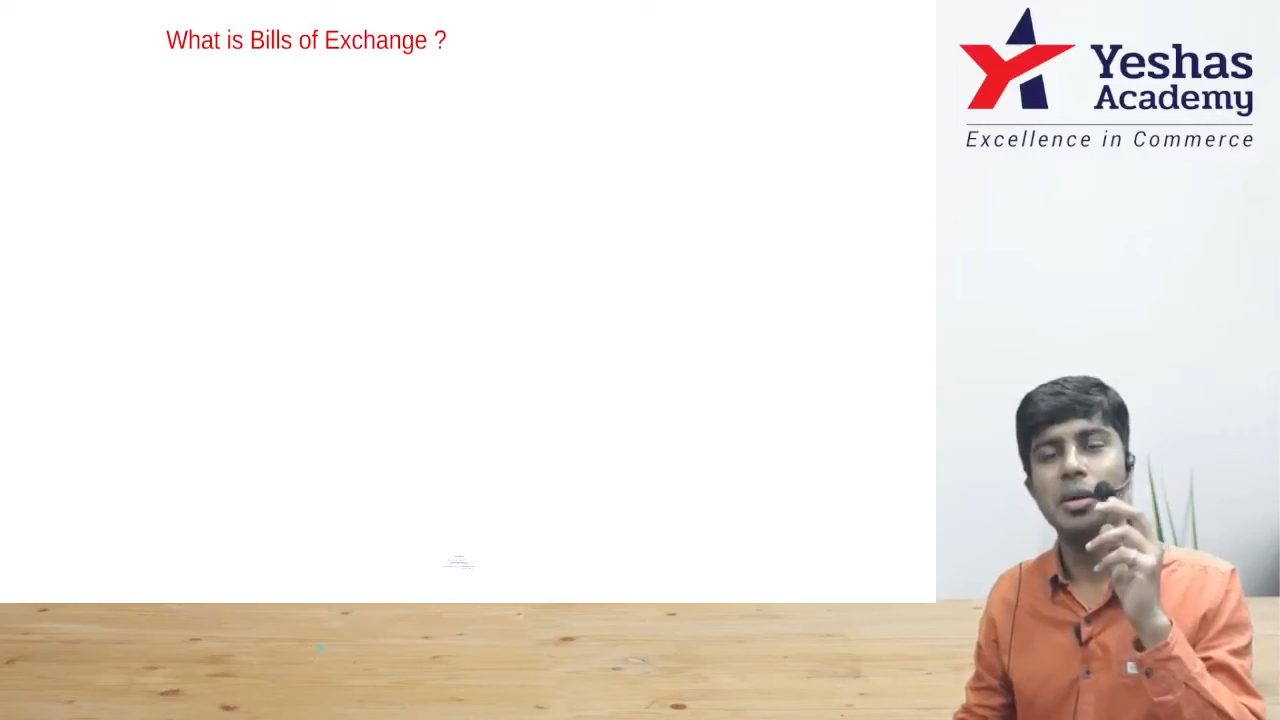 What is Bills of Exchange ?
Yeshas
Academy
Excellence in Commerce